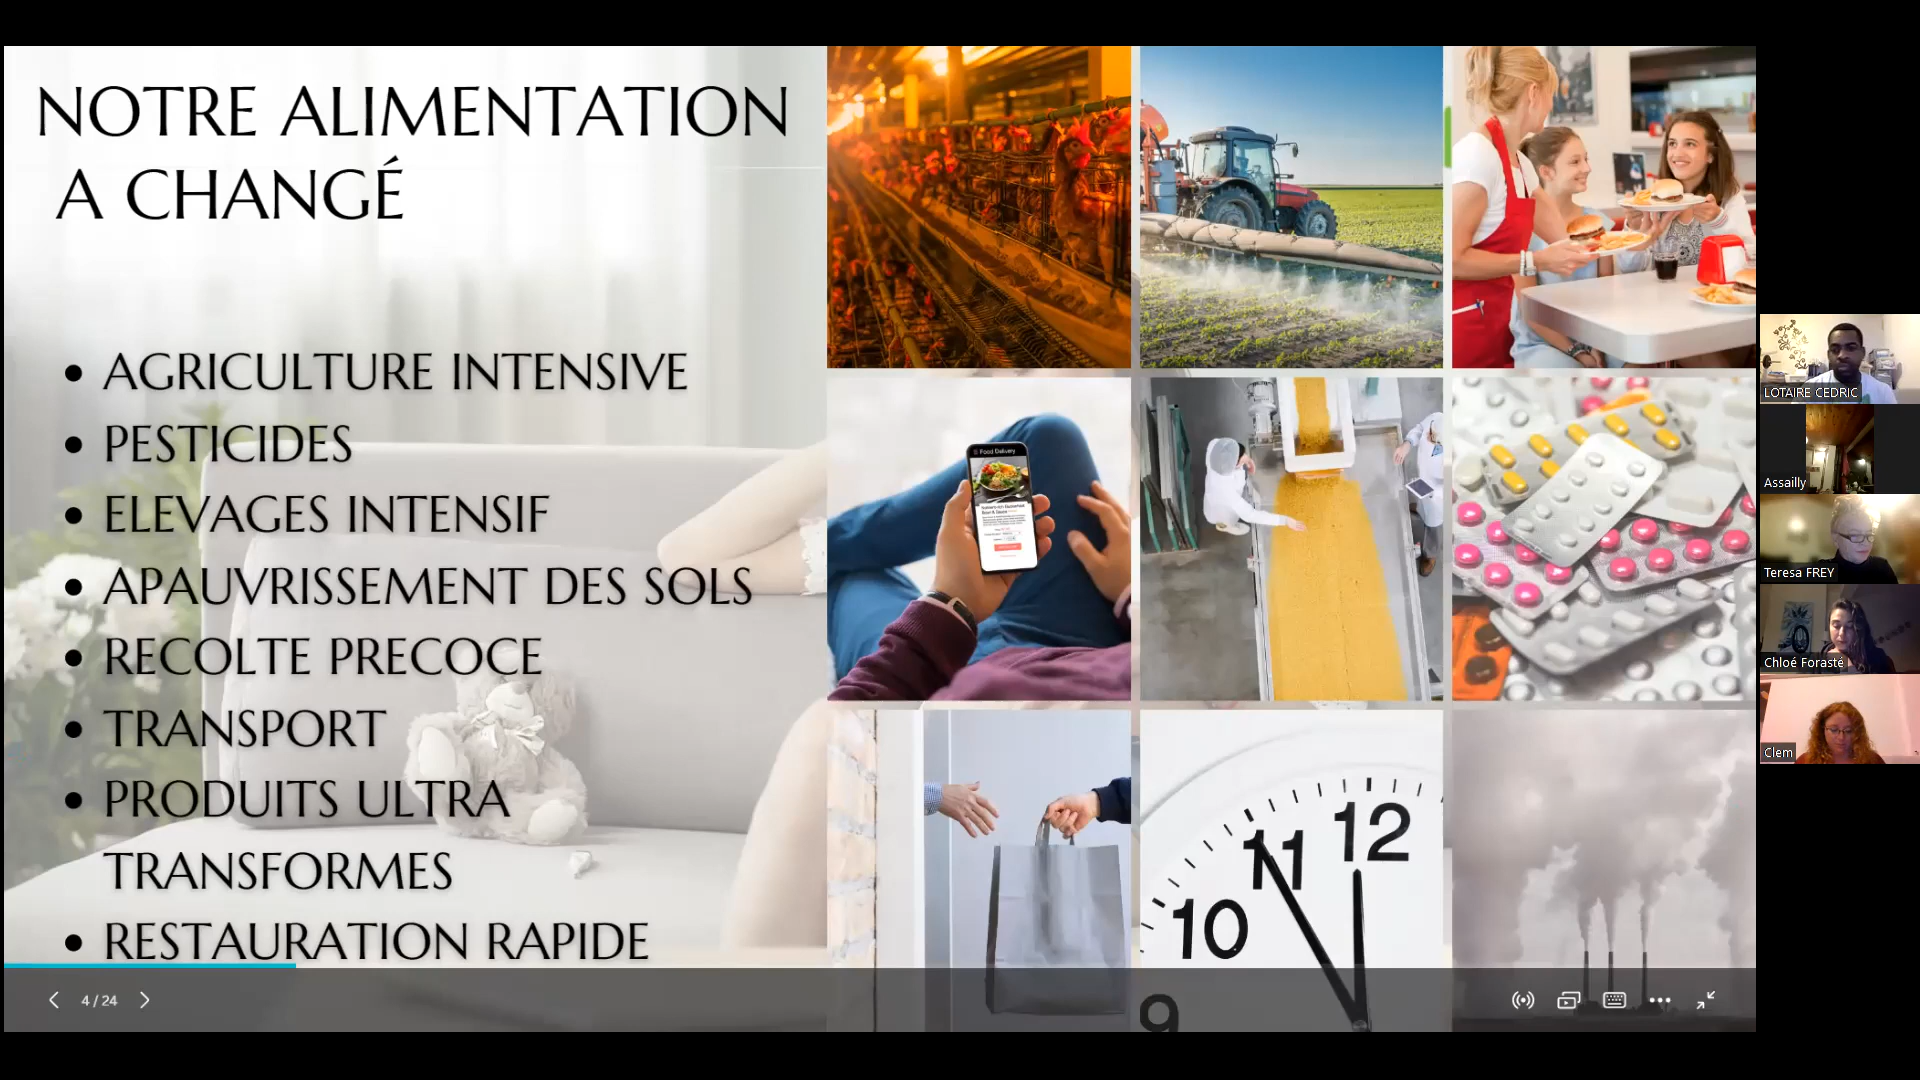 NOTRE ALIMENTATION
A CHANGÉ
• AGRICULTURE INTENSIVE
• PESTICIDES
• ELEVAGES INTENSIF
• APAUVRISSEMENT DES SOLS
• RECOLTE PRECOCE
• TRANSPORT
• PRODUITS ULTRA
TRANSFORMES
• RESTAURATION RAPIDE
Food Delivery
12
11
10
9
4 / 24
LOTAIRE CEDRIC
Assailly
Teresa FREY
Chloé Forasté
Clem